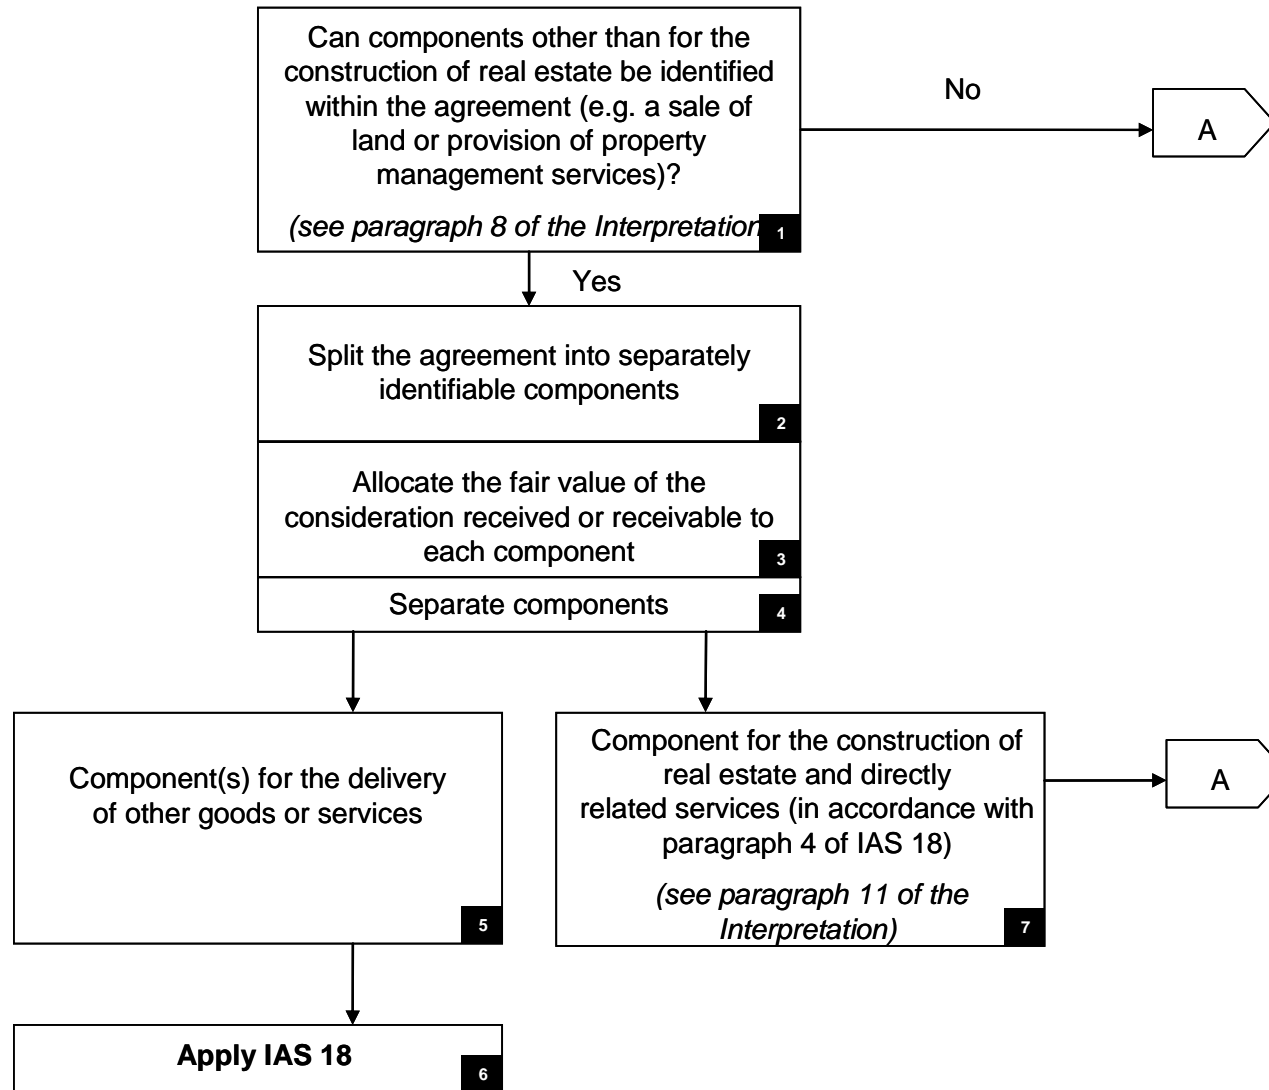 Can components other than for the
construction of real estate be identified
within the agreement (e.g. a sale of
land or provision of property
management services)?
(see paragraph 8 of the Interpretation
1
No
A
Yes
Split the agreement into separately
identifiable components
2
Allocate the fair value of the
consideration received or receivable to
each component
3
Separate components
4
Component(s) for the delivery
of other goods or services
5
Component for the construction of
real estate and directly
related services (in accordance with
paragraph 4 of IAS 18)
(see paragraph 11 of the
Interpretation)
7
A
Apply IAS 18
6